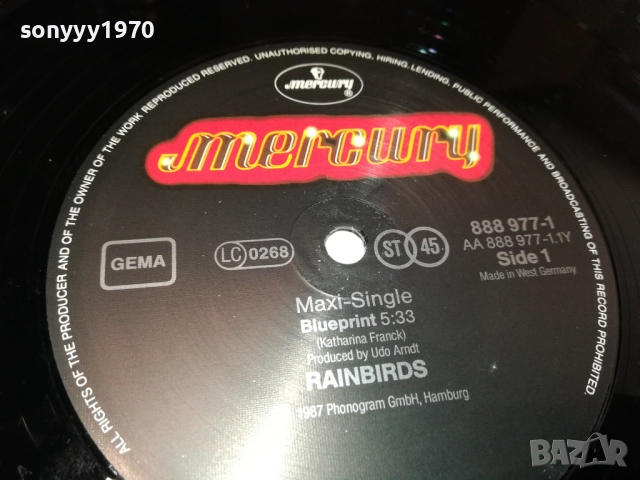 sonyyy1970
ALL RIGHTS OF THE PRODUCER AND OF THE OWNER OF THE WORK REPRODUCED RESERVED. UNAUTHORISED COPYING, HIRING, LENDING, PUBLIC PERFORMANCE AND BROADCASTING OF THIS RECORD PROHIBITED.
mercury ®
mercury
GEMA
LC 0268
ST 45
888 977-1
AA 888 977-1.1Y
Side 1
Made in West Germany
Maxi-Single
Blueprint 5:33
(Katharina Franck)
Produced by Udo Arndt
RAINBIRDS
1987 Phonogram GmbH, Hamburg
BAZAR